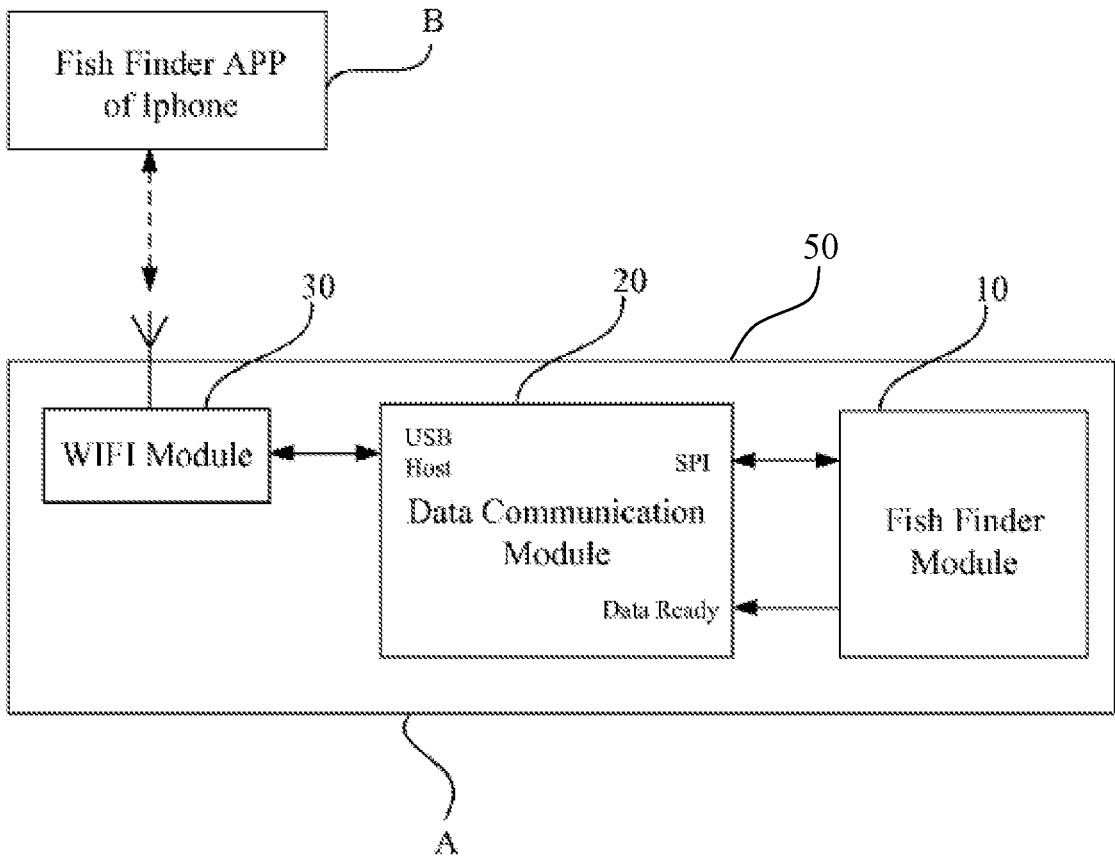 B
Fish Finder APP
of Iphone
50
30
20
10
WIFI Module
USB
Host
SPI
Data Communication
Module
Data Ready
Fish Finder
Module
A